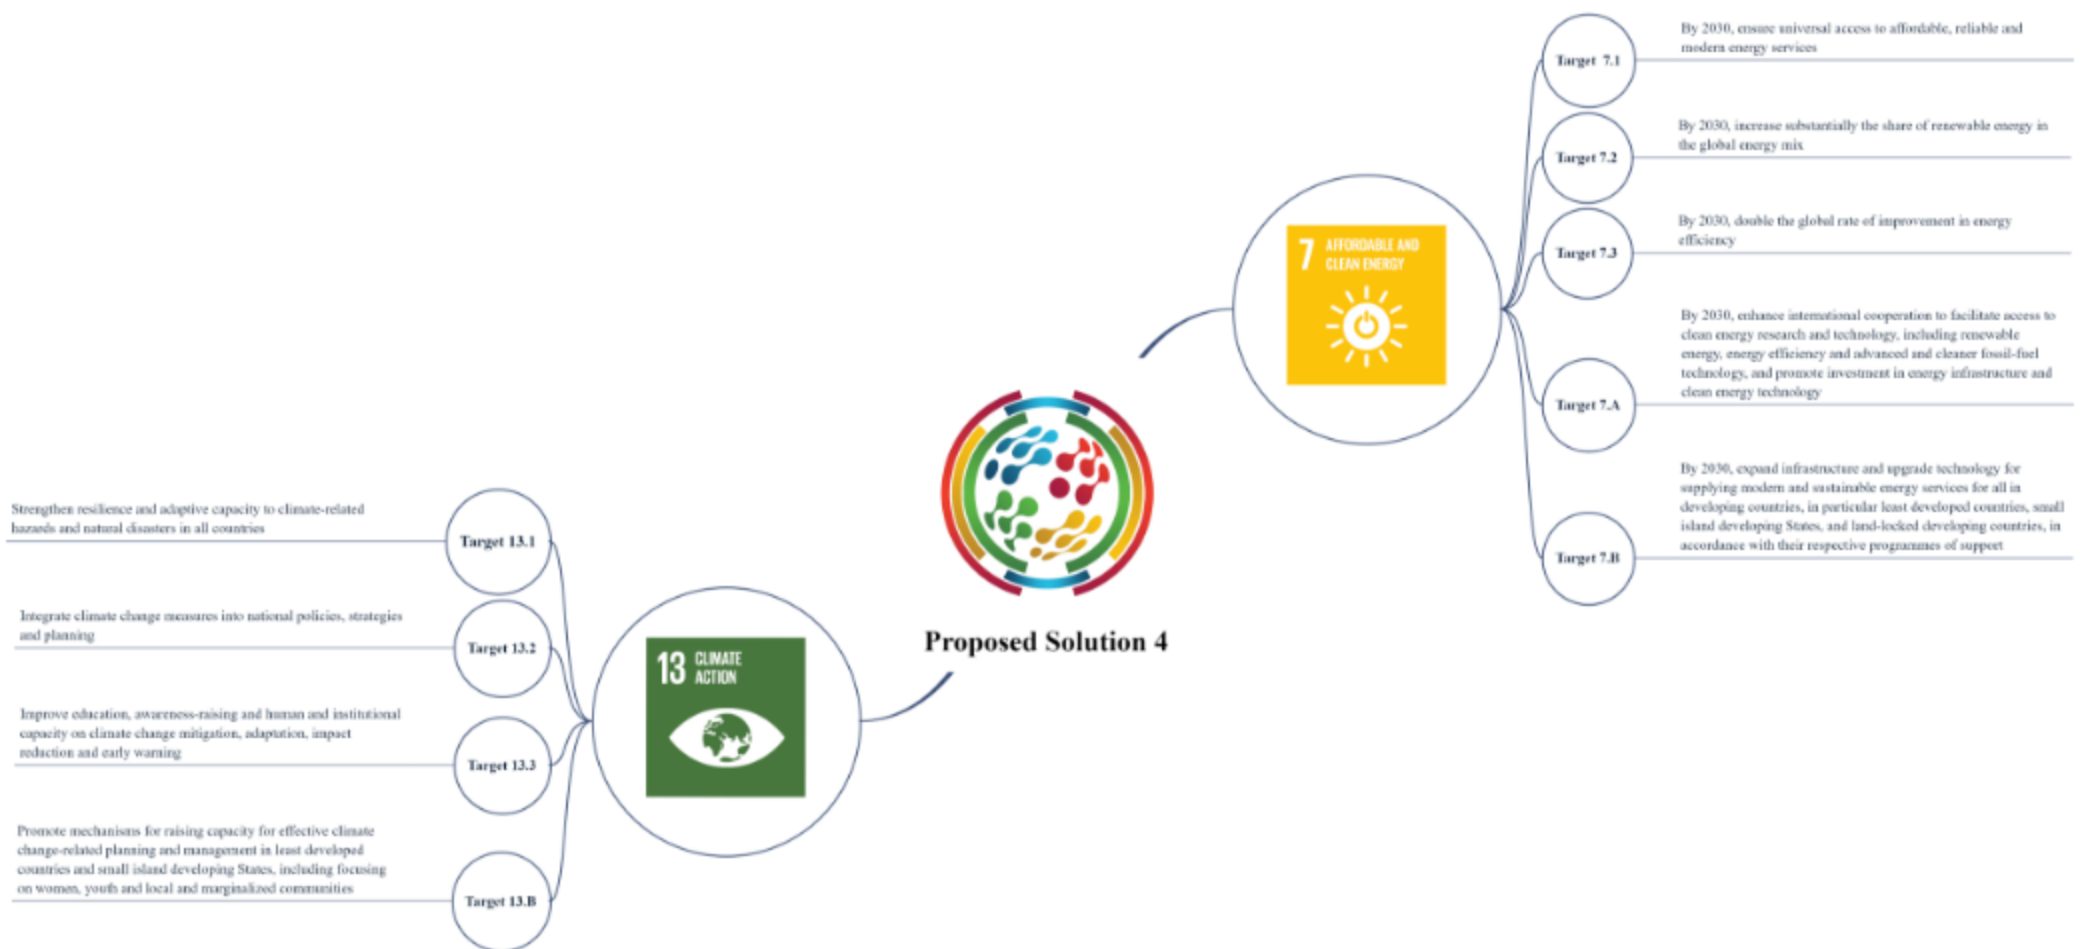 By 2030, ensure universal access to affordable, reliable and
modern energy services
Target 7.1
By 2030, increase substantially the share of renewable energy in
the global energy mix
Target 7.2
By 2030, double the global rate of improvement in energy
efficiency
Target 7.3
By 2030, enhance international cooperation to facilitate access to
clean energy research and technology, including renewable
energy, energy efficiency and advanced and cleaner fossil-fuel
technology, and promote investment in energy infrastructure and
clean energy technology
Target 7.A
By 2030, expand infrastructure and upgrade technology for
supplying modern and sustainable energy services for all in
developing countries, in particular least developed countries, small
island developing States, and land-locked developing countries, in
accordance with their respective programmes of support
Target 7.B
7 AFFORDABLE AND
CLEAN ENERGY
Proposed Solution 4
13 CLIMATE
ACTION
Strengthen resilience and adaptive capacity to climate-related
hazards and natural disasters in all countries
Target 13.1
Integrate climate change measures into national policies, strategies
and planning
Target 13.2
Improve education, awareness-raising and human and institutional
capacity on climate change mitigation, adaptation, impact
reduction and early warning
Target 13.3
Promote mechanisms for raising capacity for effective climate
change-related planning and management in least developed
countries and small island developing States, including focusing
on women, youth and local and marginalized communities
Target 13.B